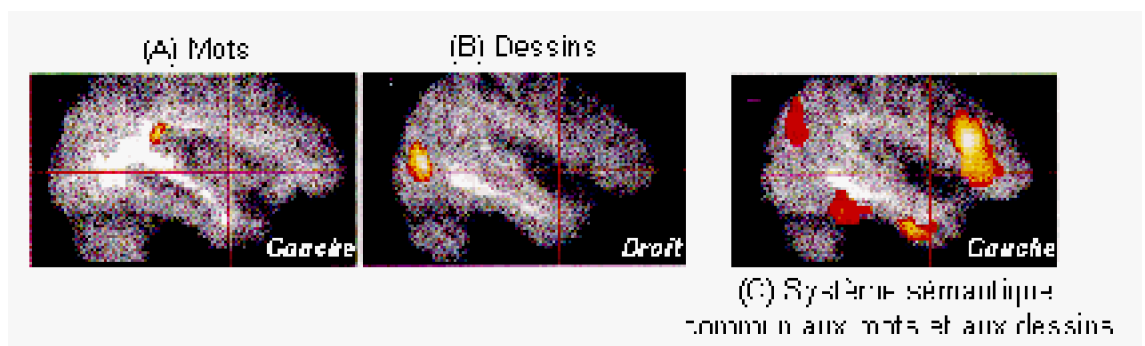 (A) Mots
(B) Dessins
Gauche
Droit
Gauche
(C) Système sémantique
commun aux mots et aux dessins